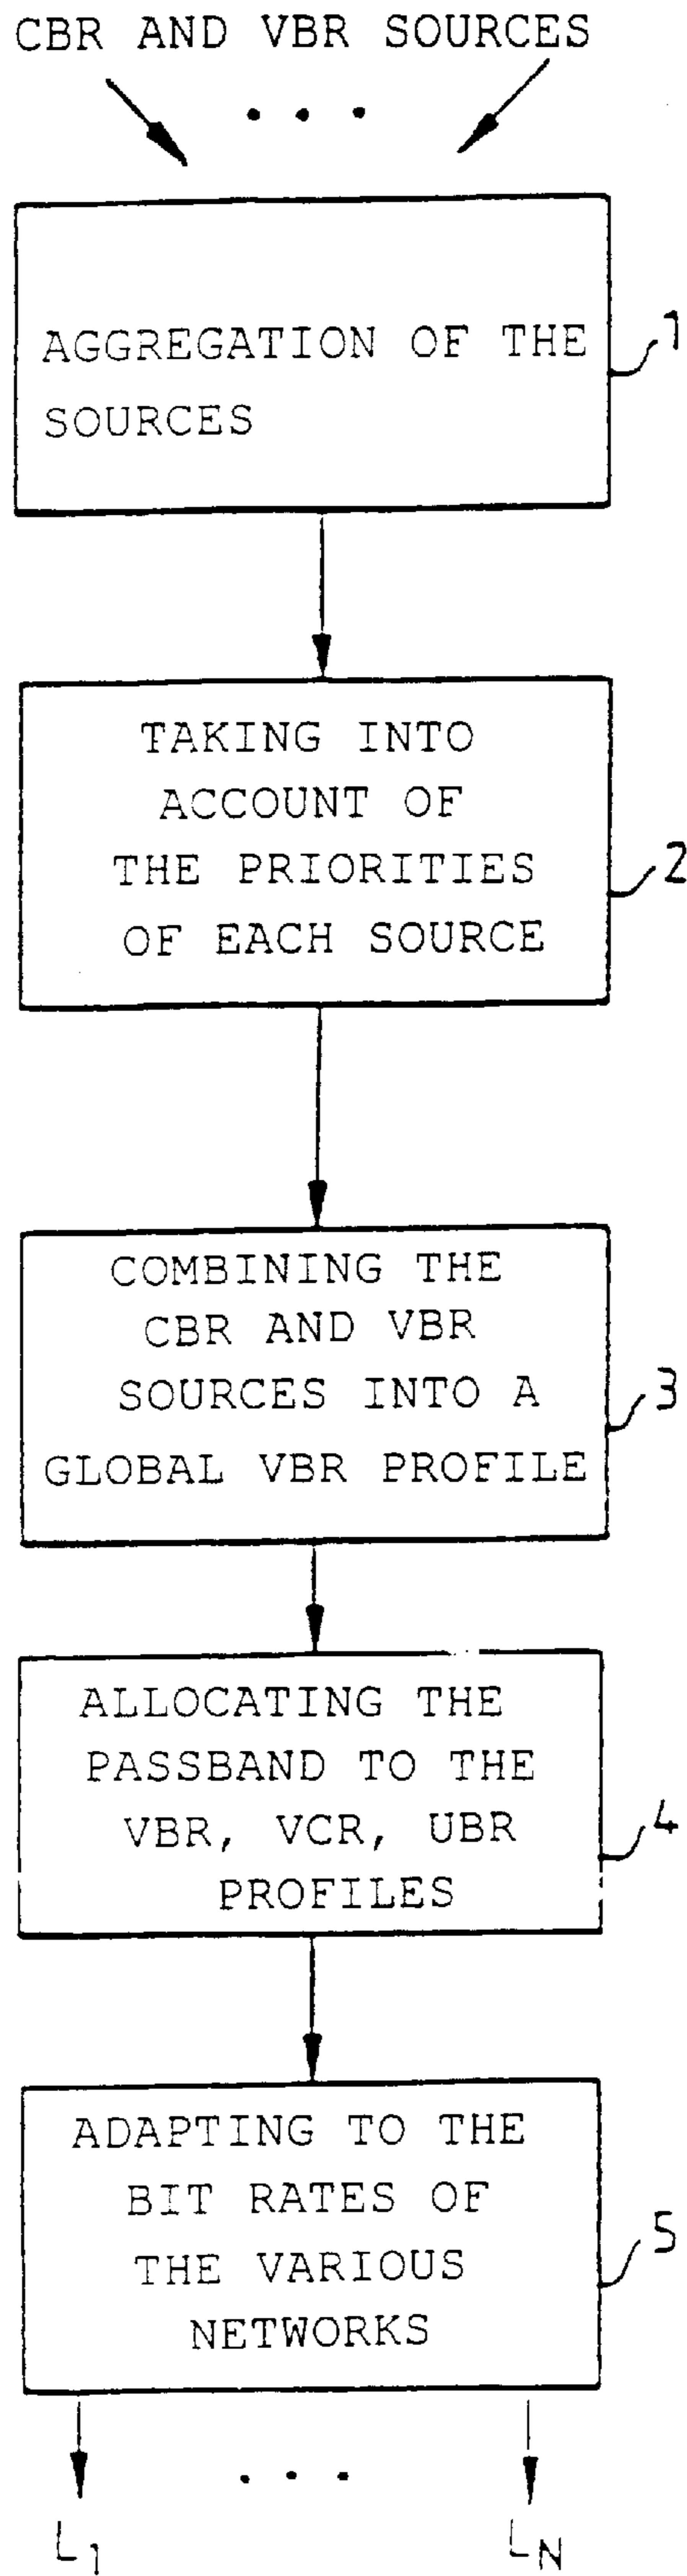 CBR AND VBR SOURCES
AGGREGATION OF THE
SOURCES
1
TAKING INTO
ACCOUNT OF
THE PRIORITIES
OF EACH SOURCE
2
COMBINING THE
CBR AND VBR
SOURCES INTO A
GLOBAL VBR PROFILE
3
ALLOCATING THE
PASSBAND TO THE
VBR, VCR, UBR
PROFILES
4
ADAPTING TO THE
BIT RATES OF
THE VARIOUS
NETWORKS
5
L1 LN